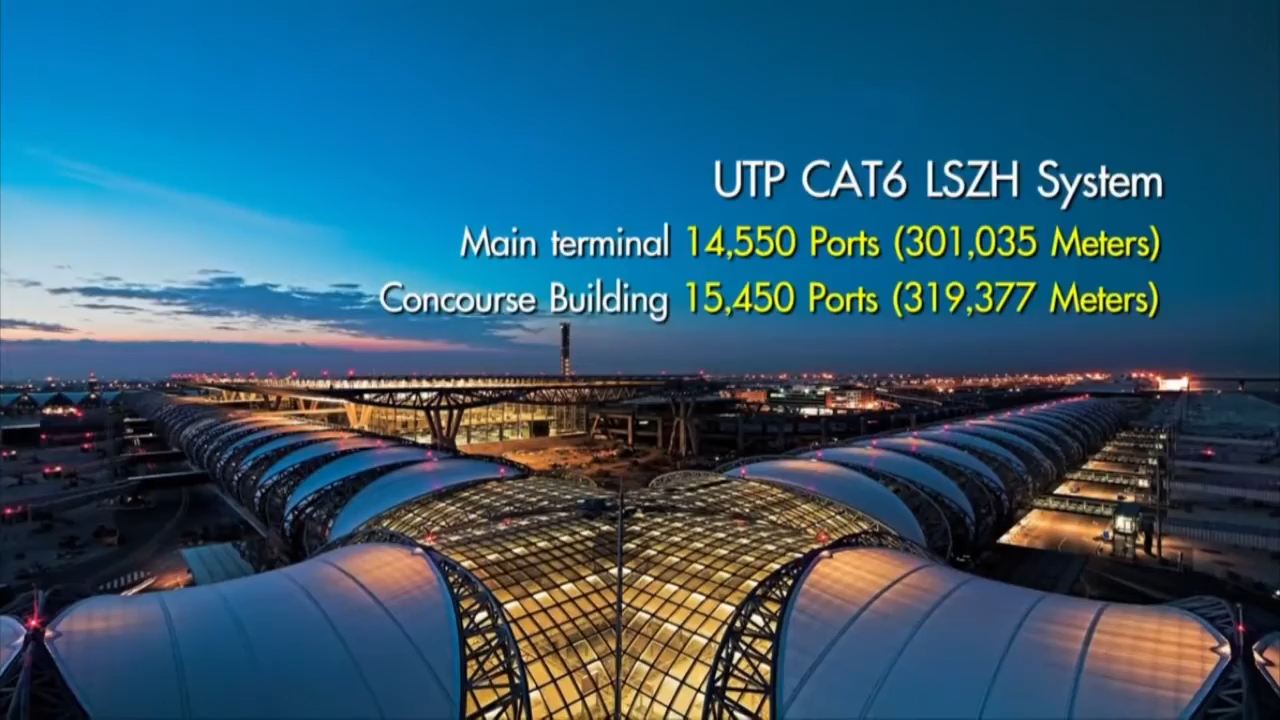 UTP CAT6 LSZH System
Main terminal 14,550 Ports (301,035 Meters)
Concourse Building 15,450 Ports (319,377 Meters)